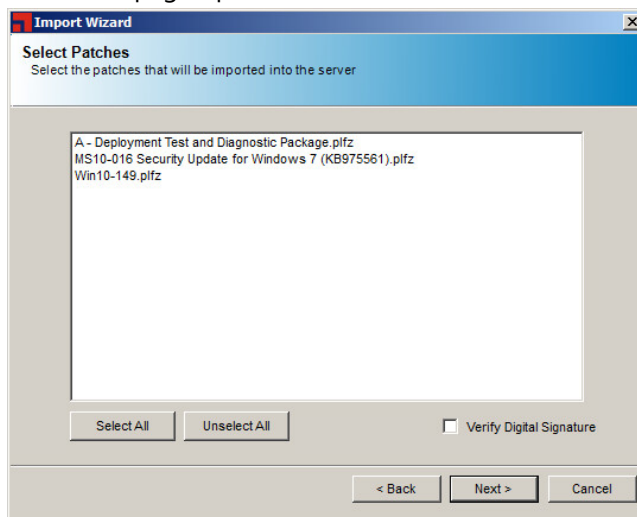 Import Wizard
Select Patches
Select the patches that will be imported into the server
A - Deployment Test and Diagnostic Package.plfz
MS10-016 Security Update for Windows 7 (KB975561).plfz
Win10-149.plfz
Select All
Unselect All
Verify Digital Signature
< Back
Next >
Cancel